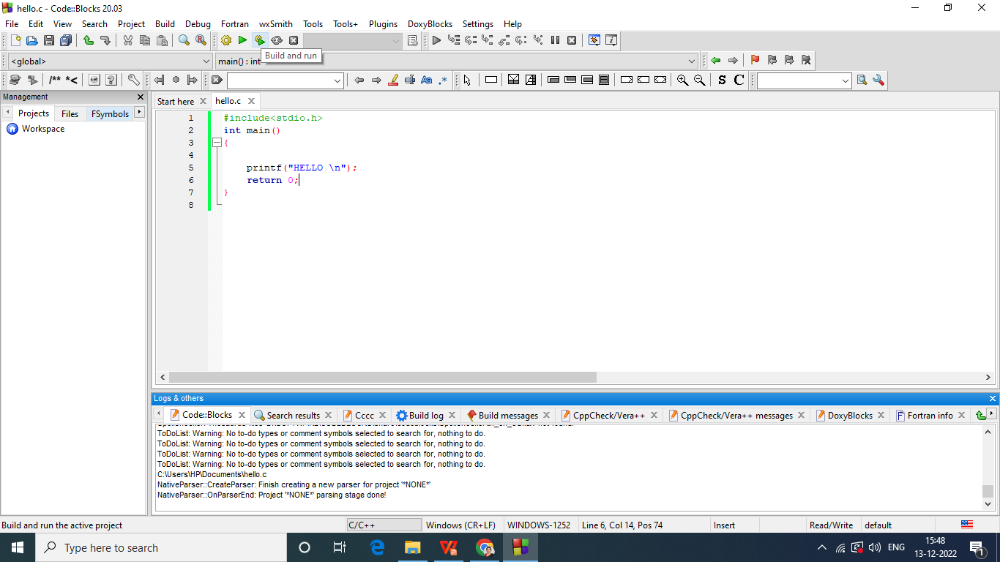 hello.c - Code::Blocks 20.03
File Edit View Search Project Build Debug Fortran wxSmith Tools Tools+ Plugins DoxyBlocks Settings Help
Build and run
<global> main() : int
/** *< Aa .* S C
Management
Projects Files FSymbols
Workspace
Start here hello.c
1 #include<stdio.h>
2 int main()
3 {
4
5 printf("HELLO \n");
6 return 0;
7 }
8
Logs & others
Code::Blocks Search results Cccc Build log Build messages CppCheck/Vera++ CppCheck/Vera++ messages DoxyBlocks Fortran info
ToDoList: Warning: No to-do types or comment symbols selected to search for, nothing to do.
ToDoList: Warning: No to-do types or comment symbols selected to search for, nothing to do.
ToDoList: Warning: No to-do types or comment symbols selected to search for, nothing to do.
ToDoList: Warning: No to-do types or comment symbols selected to search for, nothing to do.
C:\Users\HP\Documents\hello.c
NativeParser::CreateParser: Finish creating a new parser for project '*NONE*'
NativeParser::OnParserEnd: Project '*NONE*' parsing stage done!
Build and run the active project C/C++ Windows (CR+LF) WINDOWS-1252 Line 6, Col 14, Pos 74 Insert Read/Write default
Type here to search ENG 15:48
13-12-2022 1